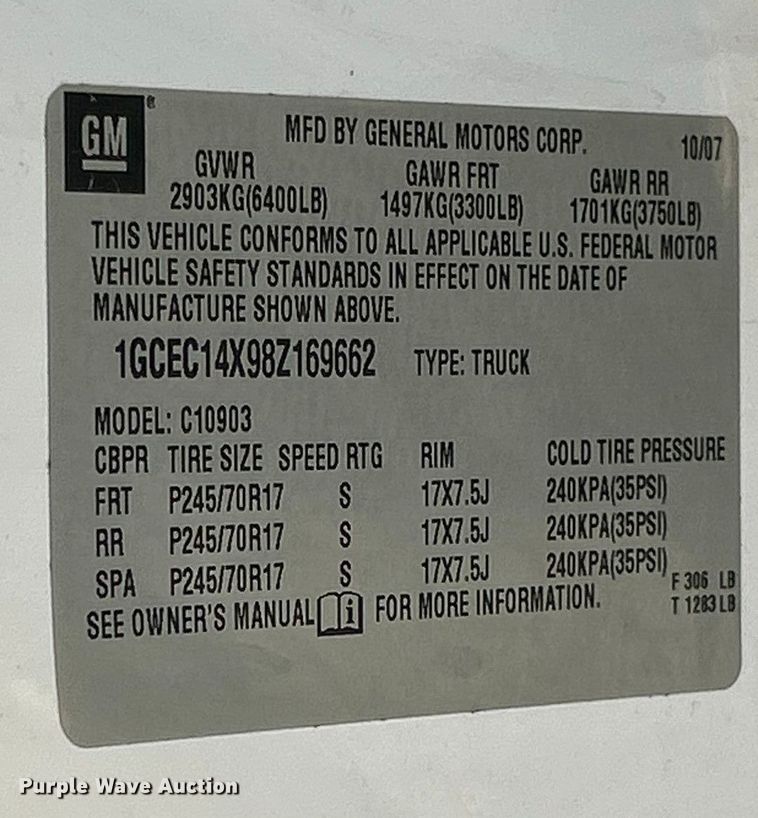 GM®
MFD BY GENERAL MOTORS CORP. 10/07
GVWR GAWR FRT GAWR RR
2903KG(6400LB) 1497KG(3300LB) 1701KG(3750LB)
THIS VEHICLE CONFORMS TO ALL APPLICABLE U.S. FEDERAL MOTOR
VEHICLE SAFETY STANDARDS IN EFFECT ON THE DATE OF
MANUFACTURE SHOWN ABOVE.
1GCEC14X98Z169662 TYPE: TRUCK
MODEL: C10903
CBPR TIRE SIZE SPEED RTG RIM COLD TIRE PRESSURE
FRT P245/70R17 S 17X7.5J 240KPA(35PSI)
RR P245/70R17 S 17X7.5J 240KPA(35PSI)
SPA P245/70R17 S 17X7.5J 240KPA(35PSI)
F 306 LB
SEE OWNER'S MANUAL i FOR MORE INFORMATION.
T 1283 LB
Purple Wave Auction